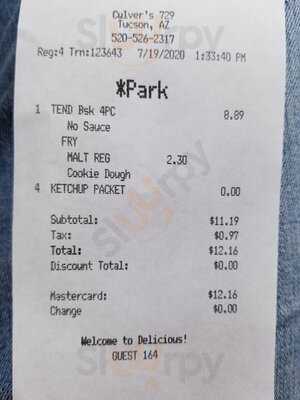 Culver's 729
Tucson, AZ
520-526-2317
Reg:4 Trn:123643 7/19/2020 1:33:40 PM
*Park
1 TEND Bsk 4PC 8.89
No Sauce
FRY
MALT REG 2.30
Cookie Dough
4 KETCHUP PACKET 0.00
Subtotal: $11.19
Tax: $0.97
Total: $12.16
Discount Total: $0.00
Mastercard: $12.16
Change $0.00
Welcome to Delicious!
GUEST 164
slurrpy
slurrpy
slurrpy